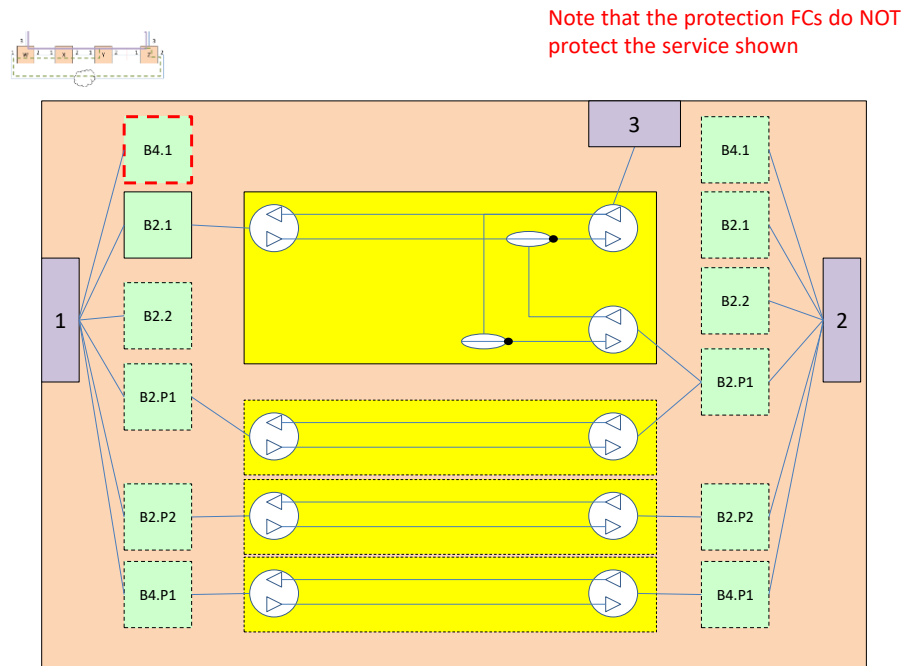 Note that the protection FCs do NOT
protect the service shown
3
B4.1
B4.1
B2.1
B2.1
B2.2
B2.2
1
2
B2.P1
B2.P1
B2.P2
B2.P2
B4.P1
B4.P1